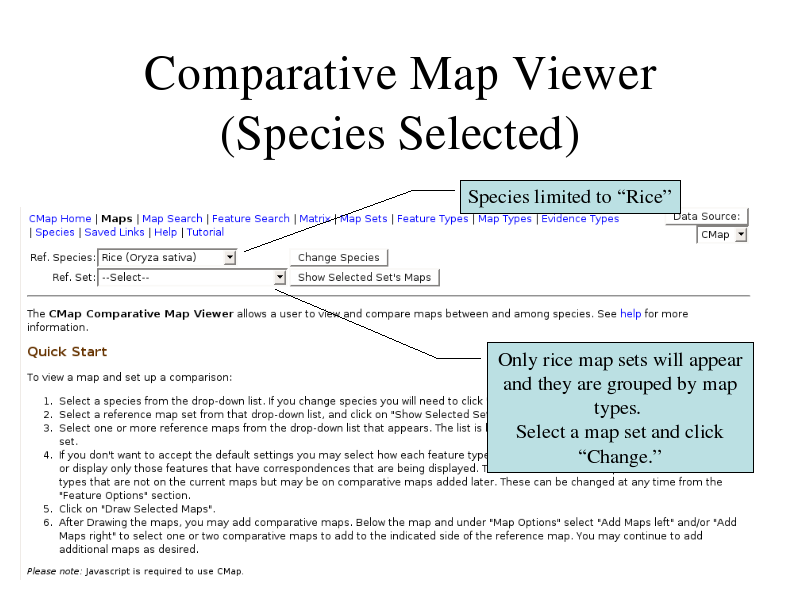 Comparative Map Viewer
(Species Selected)
Species limited to “Rice”
CMap Home | Maps | Map Search | Feature Search | Matrix | Map Sets | Feature Types | Map Types | Evidence Types
| Species | Saved Links | Help | Tutorial
Data Source:
CMap
Ref. Species: Rice (Oryza sativa) Change Species
Ref. Set: --Select-- Show Selected Set's Maps
The CMap Comparative Map Viewer allows a user to view and compare maps between and among species. See help for more
information.
Quick Start
To view a map and set up a comparison:
Only rice map sets will appear
and they are grouped by map
types.
Select a map set and click
“Change.”
1. Select a species from the drop-down list. If you change species you will need to click
2. Select a reference map set from that drop-down list, and click on "Show Selected Se
3. Select one or more reference maps from the drop-down list that appears. The list is
set.
4. If you don't want to accept the default settings you may select how each feature type
or display only those features that have correspondences that are being displayed.
types that are not on the current maps but may be on comparative maps added later. These can be changed at any time from the
"Feature Options" section.
5. Click on "Draw Selected Maps".
6. After Drawing the maps, you may add comparative maps. Below the map and under "Map Options" select "Add Maps left" and/or "Add
Maps right" to select one or two comparative maps to add to the indicated side of the reference map. You may continue to add
additional maps as desired.
Please note: Javascript is required to use CMap.